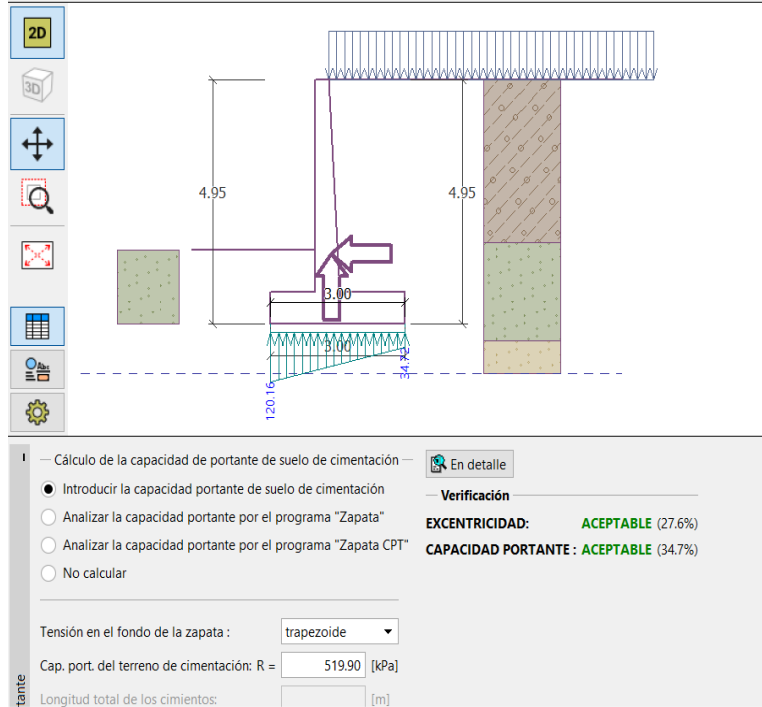 2D
3D
4.95
4.95
3.00
3.00
120.16
34.72
Cálculo de la capacidad de portante de suelo de cimentación
Introducir la capacidad portante de suelo de cimentación
Analizar la capacidad portante por el programa "Zapata"
Analizar la capacidad portante por el programa "Zapata CPT"
No calcular
Tensión en el fondo de la zapata :
trapezoide
Cap. port. del terreno de cimentación: R =
519.90
[kPa]
Longitud total de los cimientos:
[m]
En detalle
Verificación
EXCENTRICIDAD: ACEPTABLE (27.6%)
CAPACIDAD PORTANTE : ACEPTABLE (34.7%)
tante